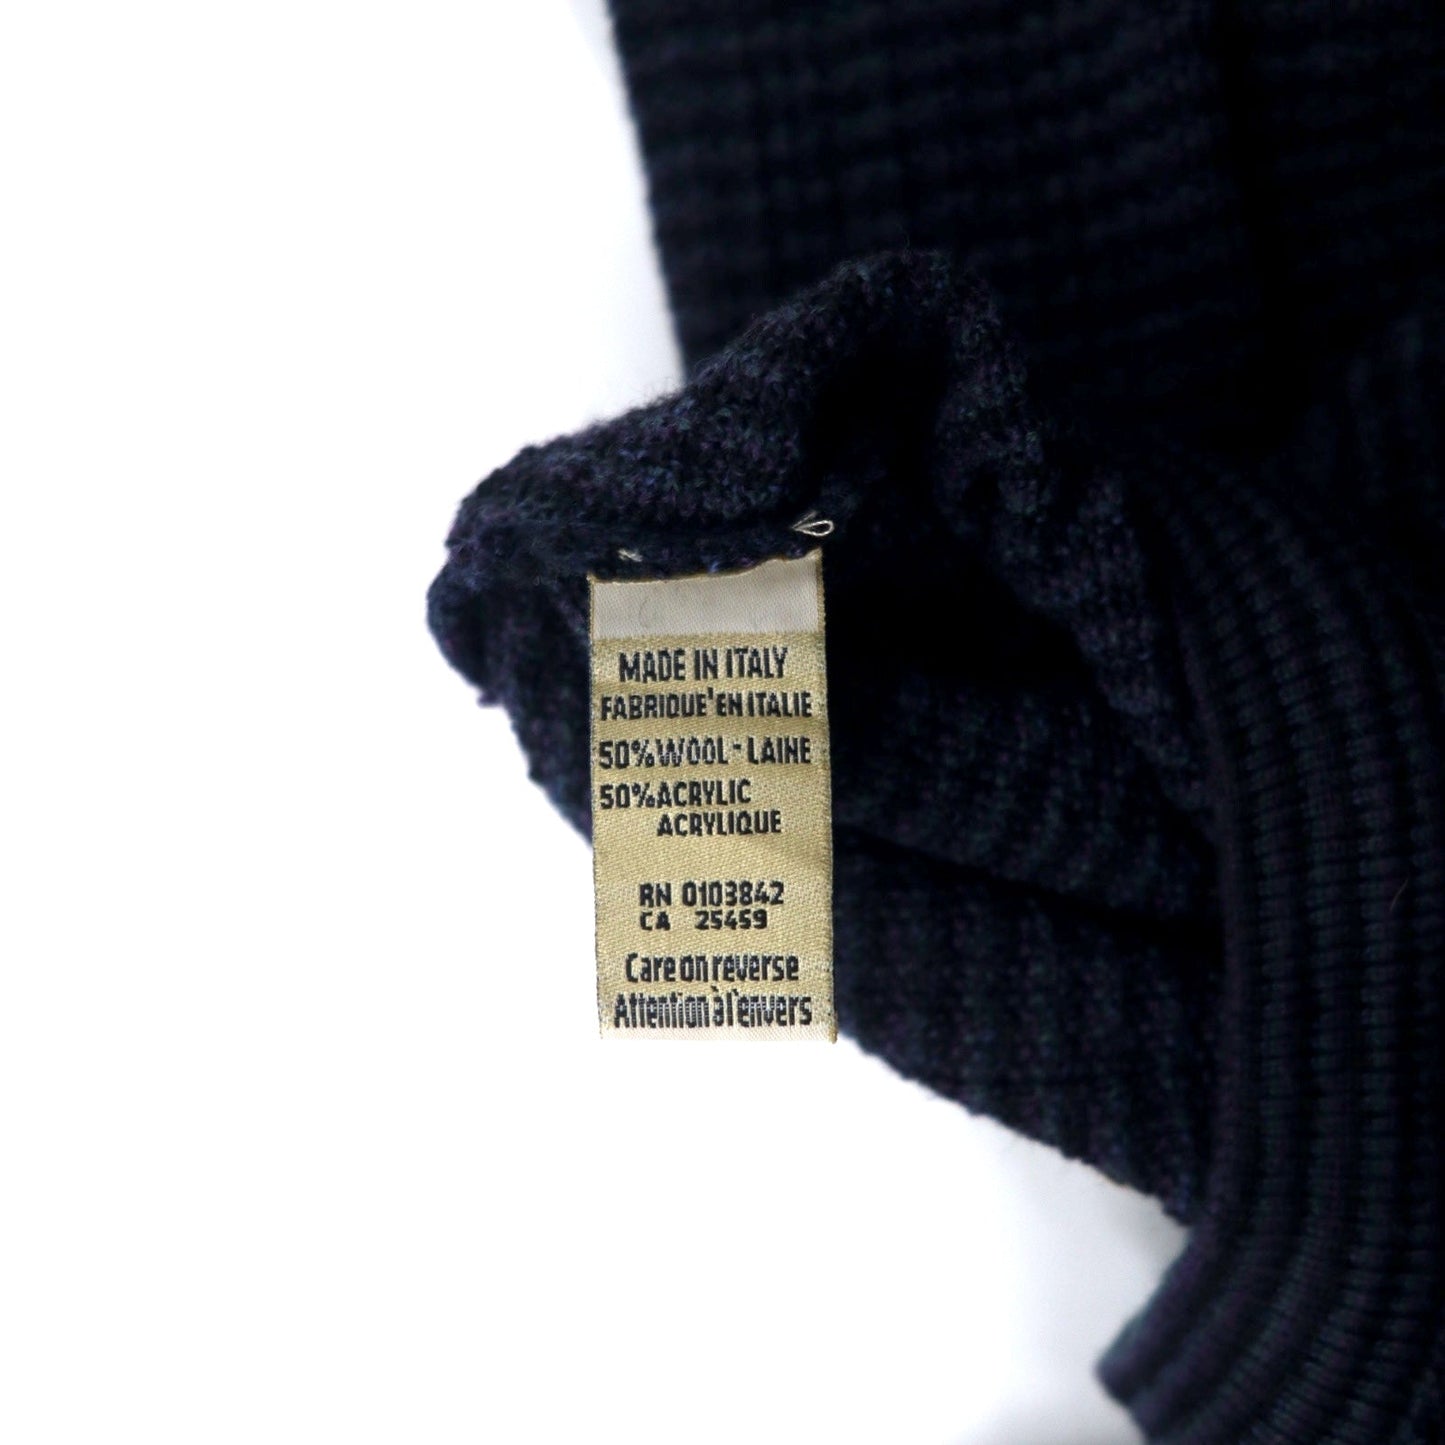 MADE IN ITALY
FABRIQUE'EN ITALIE
50% WOOL - LAINE
50% ACRYLIC
ACRYLIQUE
RN 0103842
CA 25459
Care on reverse
Attention à l'envers